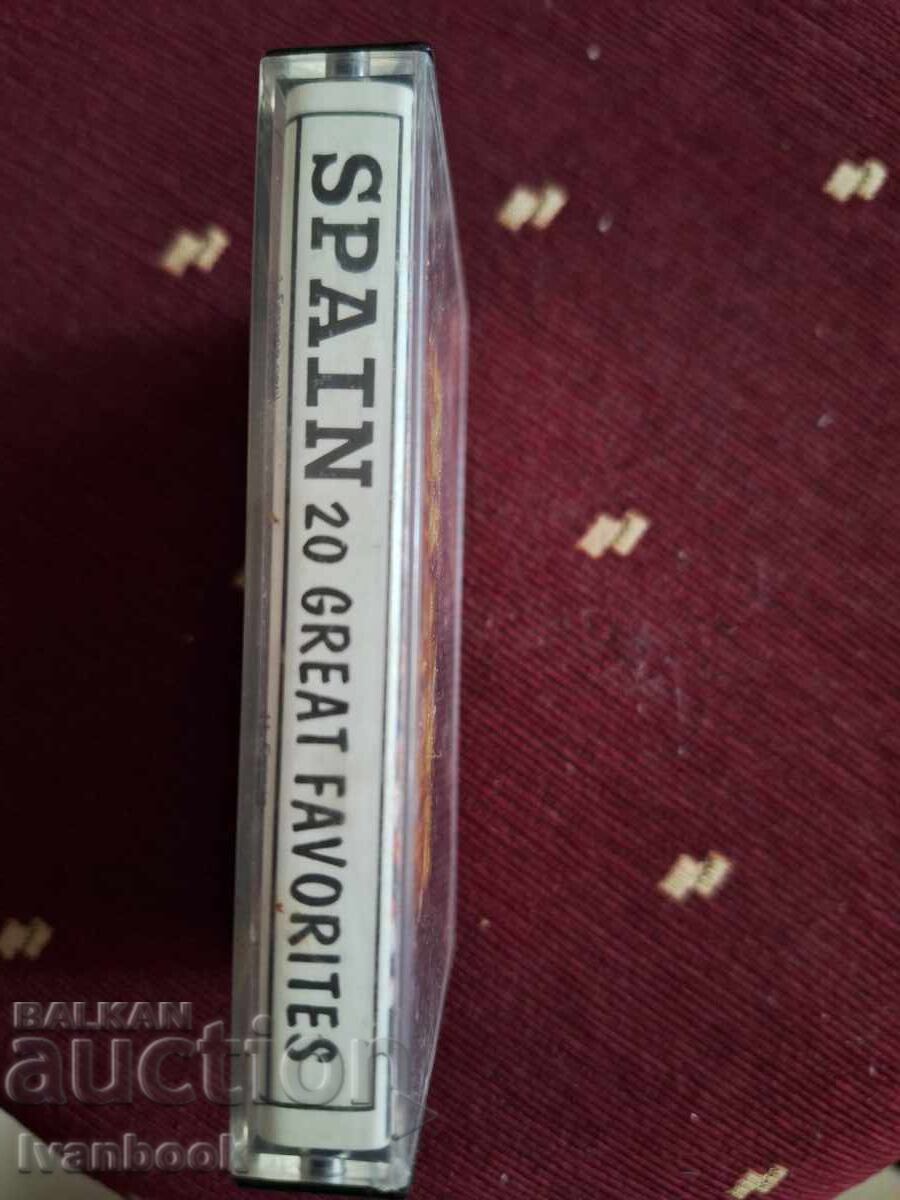 SPAIN 20 GREAT FAVORITES
BALKAN
auction
Ivanbook